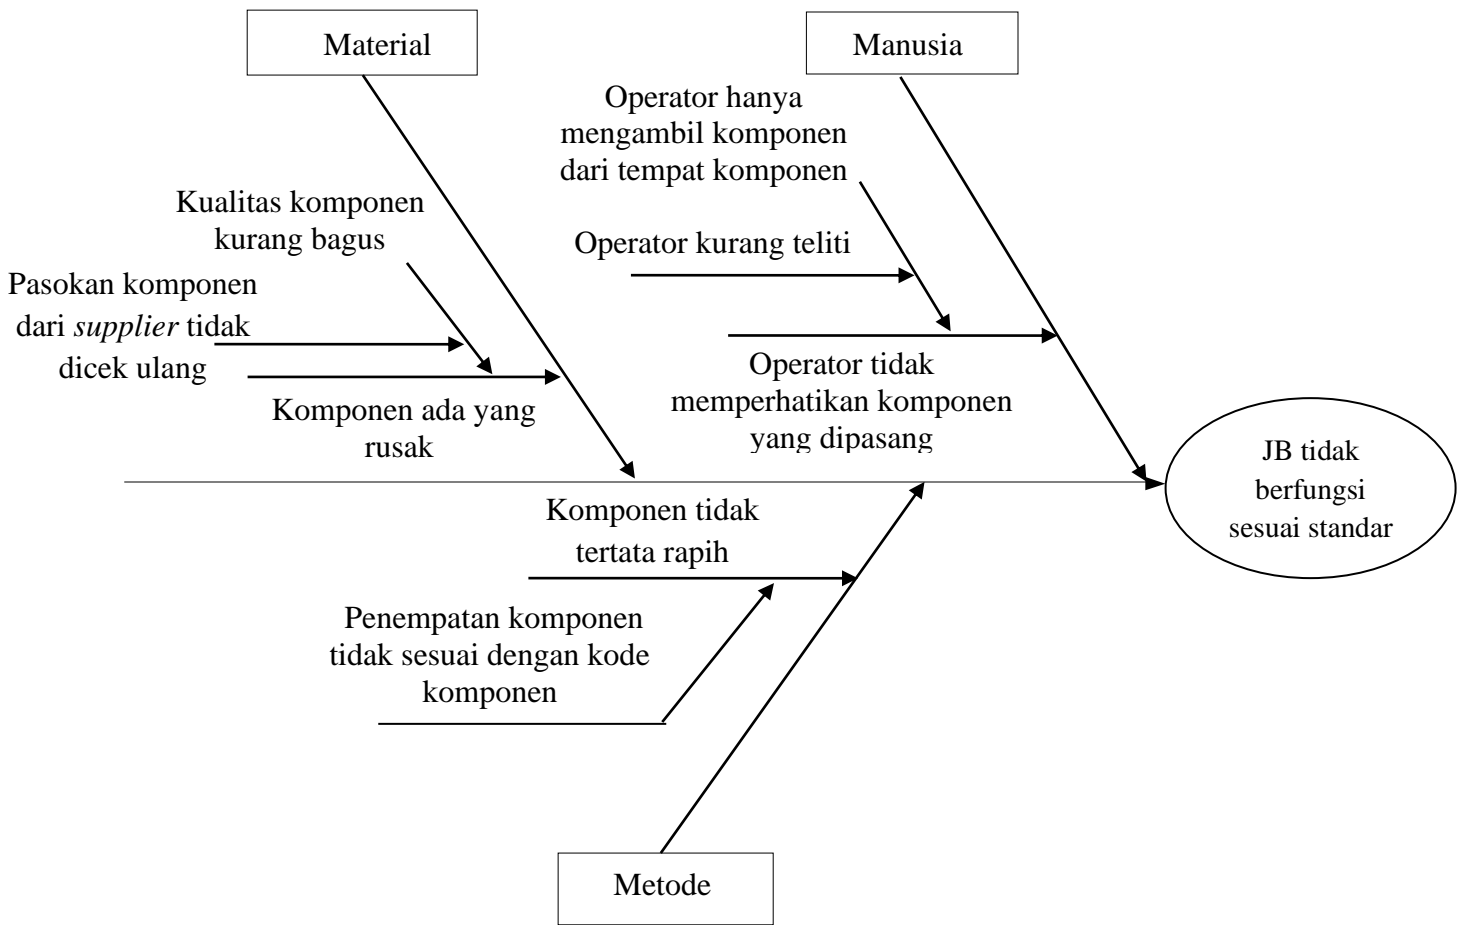 Material
Manusia
Operator hanya
mengambil komponen
dari tempat komponen
Kualitas komponen
kurang bagus
Operator kurang teliti
Pasokan komponen
dari supplier tidak
dicek ulang
Komponen ada yang
rusak
Operator tidak
memperhatikan komponen
yang dipasang
JB tidak
berfungsi
sesuai standar
Komponen tidak
tertata rapih
Penempatan komponen
tidak sesuai dengan kode
komponen
Metode